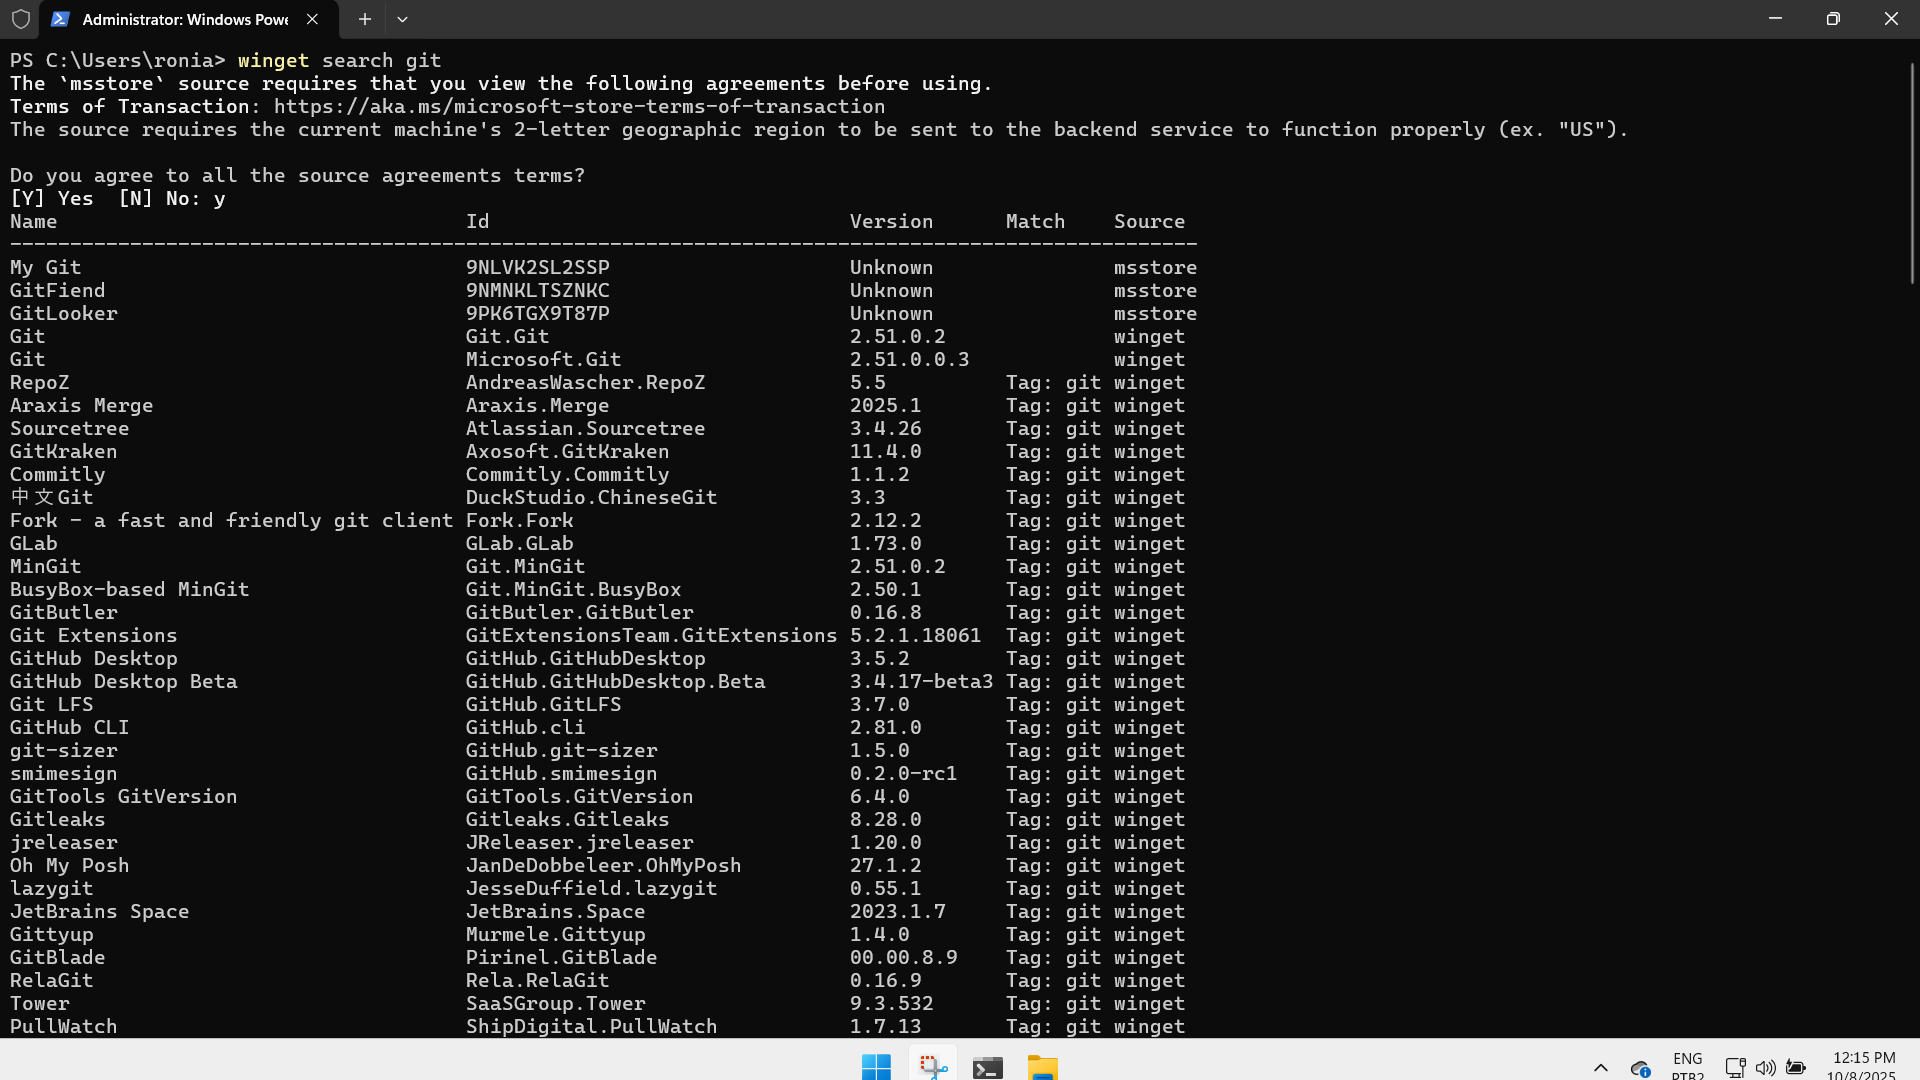 Administrator: Windows Powe
PS C:\Users\ronia> winget search git
The `msstore` source requires that you view the following agreements before using.
Terms of Transaction: https://aka.ms/microsoft-store-terms-of-transaction
The source requires the current machine's 2-letter geographic region to be sent to the backend service to function properly (ex. "US").
Do you agree to all the source agreements terms?
[Y] Yes  [N] No: y
Name Id Version Match Source
-------------------------------------------------------------------------------------------------
My Git 9NLVK2SL2SSP Unknown msstore
GitFiend 9NMNKLTSZNKC Unknown msstore
GitLooker 9PK6TGX9T87P Unknown msstore
Git Git.Git 2.51.0.2 winget
Git Microsoft.Git 2.51.0.0.3 winget
RepoZ AndreasWascher.RepoZ 5.5 Tag: git winget
Araxis Merge Araxis.Merge 2025.1 Tag: git winget
Sourcetree Atlassian.Sourcetree 3.4.26 Tag: git winget
GitKraken Axosoft.GitKraken 11.4.0 Tag: git winget
Commitly Commitly.Commitly 1.1.2 Tag: git winget
中文Git DuckStudio.ChineseGit 3.3 Tag: git winget
Fork - a fast and friendly git client Fork.Fork 2.12.2 Tag: git winget
GLab GLab.GLab 1.73.0 Tag: git winget
MinGit Git.MinGit 2.51.0.2 Tag: git winget
BusyBox-based MinGit Git.MinGit.BusyBox 2.50.1 Tag: git winget
GitButler GitButler.GitButler 0.16.8 Tag: git winget
Git Extensions GitExtensionsTeam.GitExtensions 5.2.1.18061 Tag: git winget
GitHub Desktop GitHub.GitHubDesktop 3.5.2 Tag: git winget
GitHub Desktop Beta GitHub.GitHubDesktop.Beta 3.4.17-beta3 Tag: git winget
Git LFS GitHub.GitLFS 3.7.0 Tag: git winget
GitHub CLI GitHub.cli 2.81.0 Tag: git winget
git-sizer GitHub.git-sizer 1.5.0 Tag: git winget
smimesign GitHub.smimesign 0.2.0-rc1 Tag: git winget
GitTools GitVersion GitTools.GitVersion 6.4.0 Tag: git winget
Gitleaks Gitleaks.Gitleaks 8.28.0 Tag: git winget
jreleaser JReleaser.jreleaser 1.20.0 Tag: git winget
Oh My Posh JanDeDobbeleer.OhMyPosh 27.1.2 Tag: git winget
lazygit JesseDuffield.lazygit 0.55.1 Tag: git winget
JetBrains Space JetBrains.Space 2023.1.7 Tag: git winget
Gittyup Murmele.Gittyup 1.4.0 Tag: git winget
GitBlade Pirinel.GitBlade 00.00.8.9 Tag: git winget
RelaGit Rela.RelaGit 0.16.9 Tag: git winget
Tower SaaSGroup.Tower 9.3.532 Tag: git winget
PullWatch ShipDigital.PullWatch 1.7.13 Tag: git winget
ENG 12:15 PM
PTB2 10/8/2025